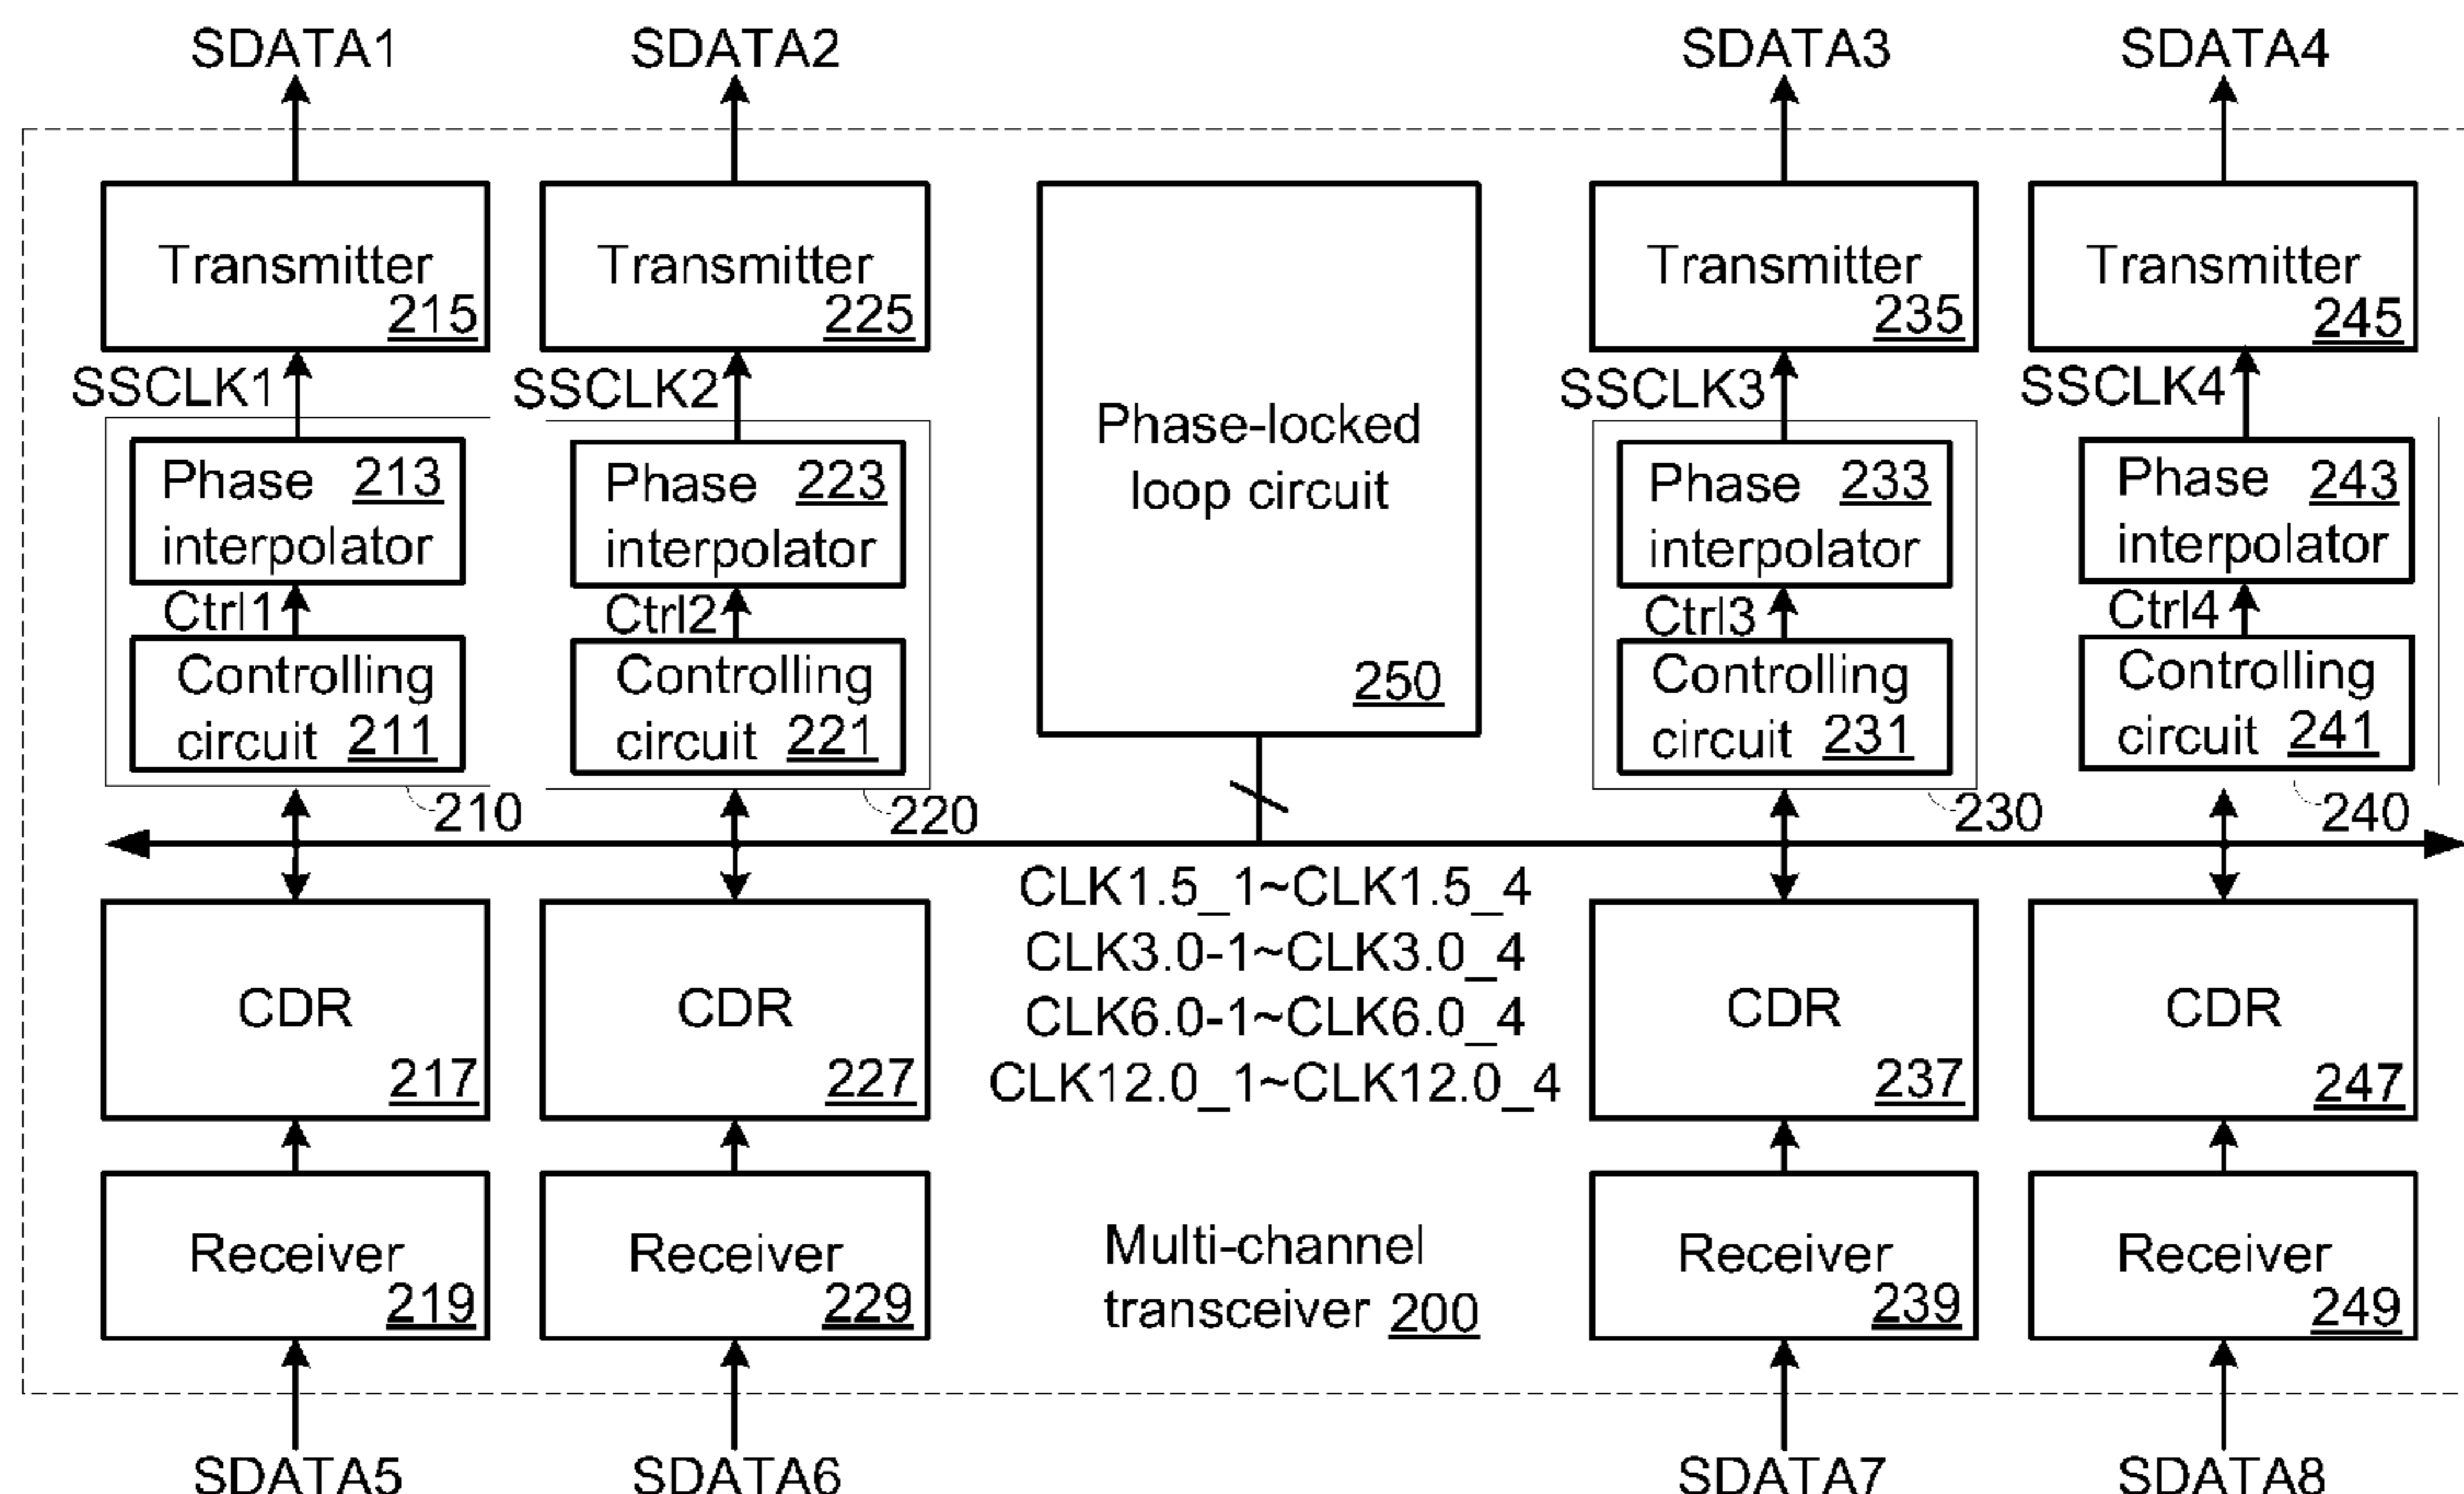 SDATA1 SDATA2 SDATA3 SDATA4
Transmitter 215
Transmitter 225
Transmitter 235
Transmitter 245
SSCLK1 SSCLK2 SSCLK3 SSCLK4
Phase 213
interpolator
Phase 223
interpolator
Phase-locked
loop circuit
250
Phase 233
interpolator
Phase 243
interpolator
Ctrl1 Ctrl2 Ctrl3 Ctrl4
Controlling
circuit 211
Controlling
circuit 221
Controlling
circuit 231
Controlling
circuit 241
210 220 230 240
CLK1.5_1~CLK1.5_4
CLK3.0-1~CLK3.0_4
CLK6.0-1~CLK6.0_4
CLK12.0_1~CLK12.0_4
CDR 217
CDR 227
CDR 237
CDR 247
Receiver 219
Receiver 229
Multi-channel
transceiver 200
Receiver 239
Receiver 249
SDATA5 SDATA6 SDATA7 SDATA8